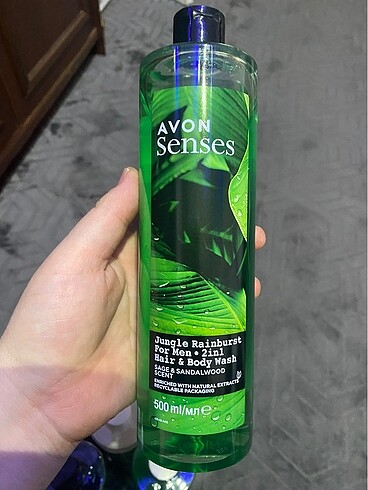 AVON
Senses
Jungle Rainburst
For Men • 2in1
Hair & Body Wash
SAGE & SANDALWOOD
SCENT
ENRICHED WITH NATURAL EXTRACTS
RECYCLABLE PACKAGING
500 ml/мл ℮